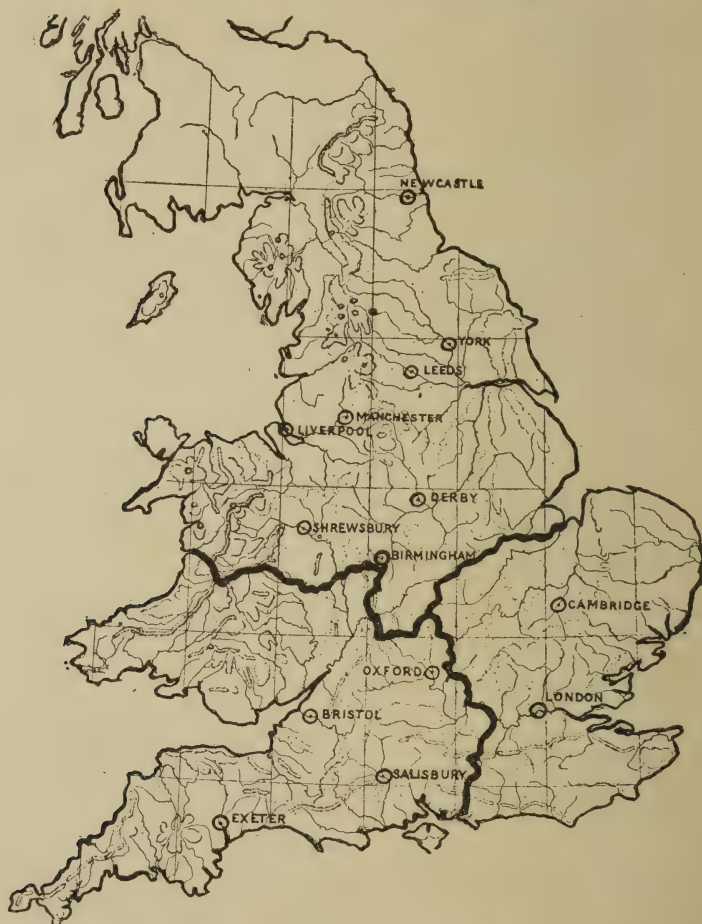 NEWCASTLE
YORK
LEEDS
MANCHESTER
LIVERPOOL
DERBY
SHREWSBURY
BIRMINGHAM
CAMBRIDGE
OXFORD
LONDON
BRISTOL
SALISBURY
EXETER